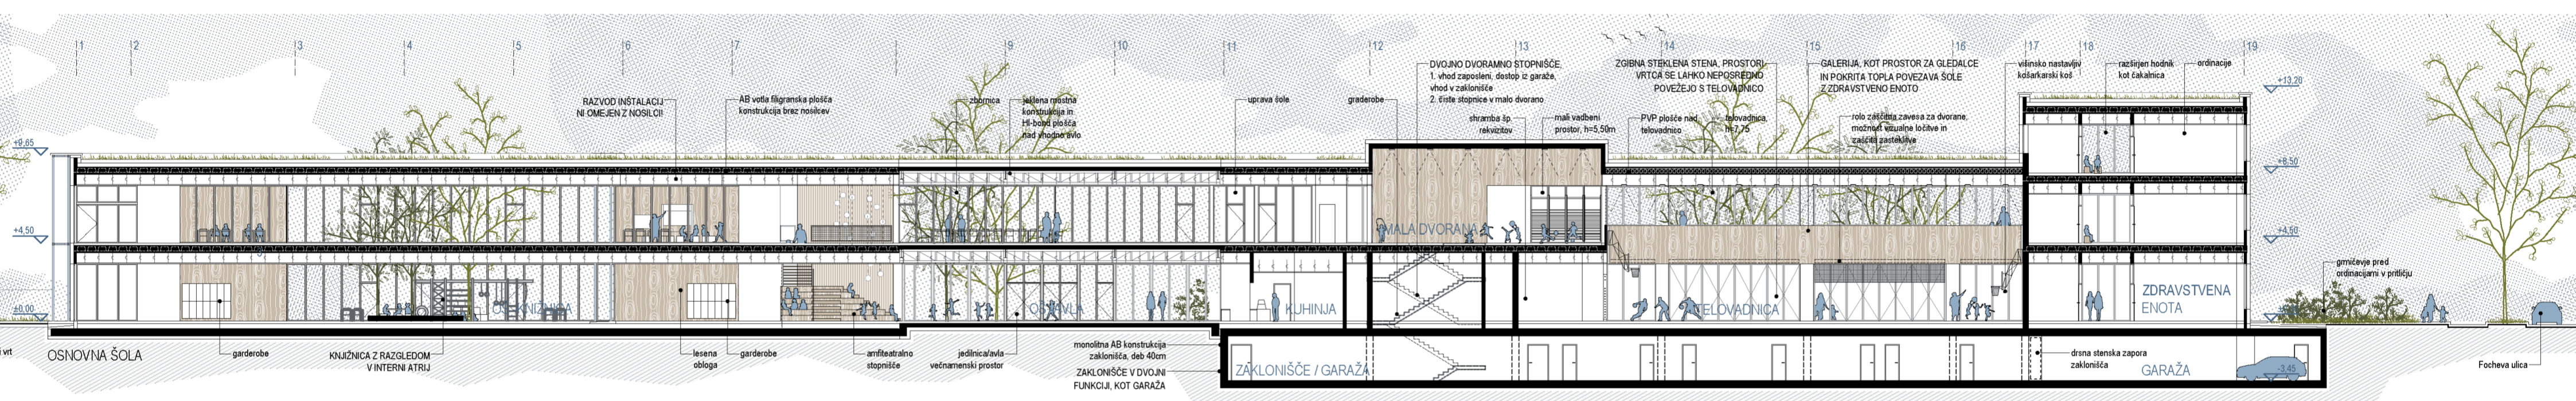 1
2
3
4
5
6
7
9
10
11
12
13
14
15
16
17
18
19
RAZVOD INŠTALACIJ
NI OMEJEN Z NOSILCI!
AB votla filigranska plošča
konstrukcija brez nosilcev
zbornica
jeklena mostna
konstrukcija in
HI-bond plošča
nad vhodno avlo
uprava šole
graderobe
DVOJNO DVORAMNO STOPNIŠČE,
1. vhod zaposleni, dostop iz garaže,
vhod v zaklonišče
2. čiste stopnice v malo dvorano
shramba šp.
rekvizitov
mali vadbeni
prostor, h=5,50m
ZGIBNA STEKLENA STENA, PROSTORI
VRTCA SE LAHKO NEPOSREDNO
POVEŽEJO S TELOVADNICO
PVP plošče nad
telovadnico
telovadnica,
h=7,75
GALERIJA, KOT PROSTOR ZA GLEDALCE
IN POKRITA TOPLA POVEZAVA ŠOLE
Z ZDRAVSTVENO ENOTO
rolo zaščitna zavesa za dvorane,
možnost vizualne ločitve in
zaščite zasteklitve
višinsko nastavljiv
košarkarski koš
razširjen hodnik
kot čakalnica
ordinacije
+13.20
+9,65
+8.50
+4,50
+4,50
±0,00
MALA DVORANA
OŠ KNJIŽNICA
OŠ AVLA
KUHINJA
TELOVADNICA
ZDRAVSTVENA
ENOTA
grmičevje pred
ordinacijami v pritličju
i vrt
OSNOVNA ŠOLA
garderobe
KNJIŽNICA Z RAZGLEDOM
V INTERNI ATRIJ
lesena
obloga
garderobe
amfiteatralno
stopnišče
jedilnica/avla
večnamenski prostor
monolitna AB konstrukcija
zaklonišča, deb 40cm
ZAKLONIŠČE V DVOJNI
FUNKCIJI, KOT GARAŽA
ZAKLONIŠČE / GARAŽA
drsna stenska zapora
zaklonišča
GARAŽA
-3,45
Focheva ulica